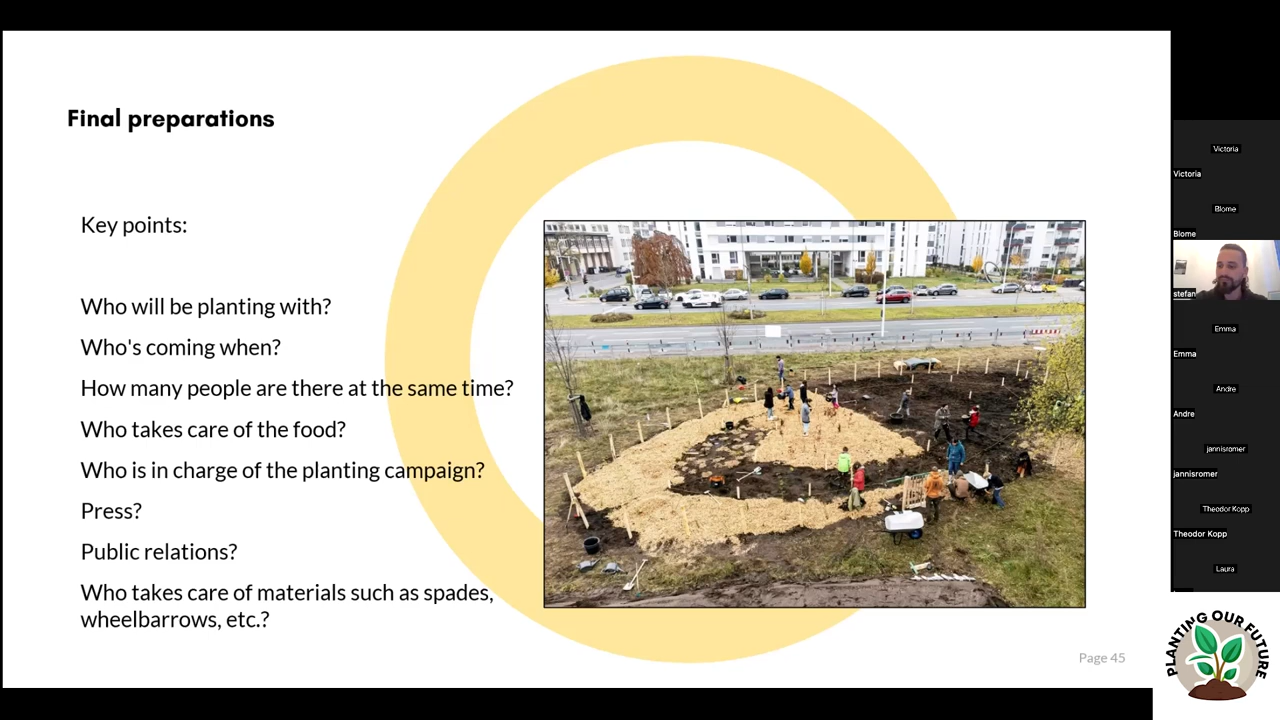 Final preparations
Key points:
Who will be planting with?
Who's coming when?
How many people are there at the same time?
Who takes care of the food?
Who is in charge of the planting campaign?
Press?
Public relations?
Who takes care of materials such as spades,
wheelbarrows, etc.?
Page 45
Victoria
Victoria
Blome
Blome
stefan
Emma
Emma
Andre
Andre
jannisromer
jannisromer
Theodor Kopp
Theodor Kopp
Laura
PLANTING OUR FUTURE